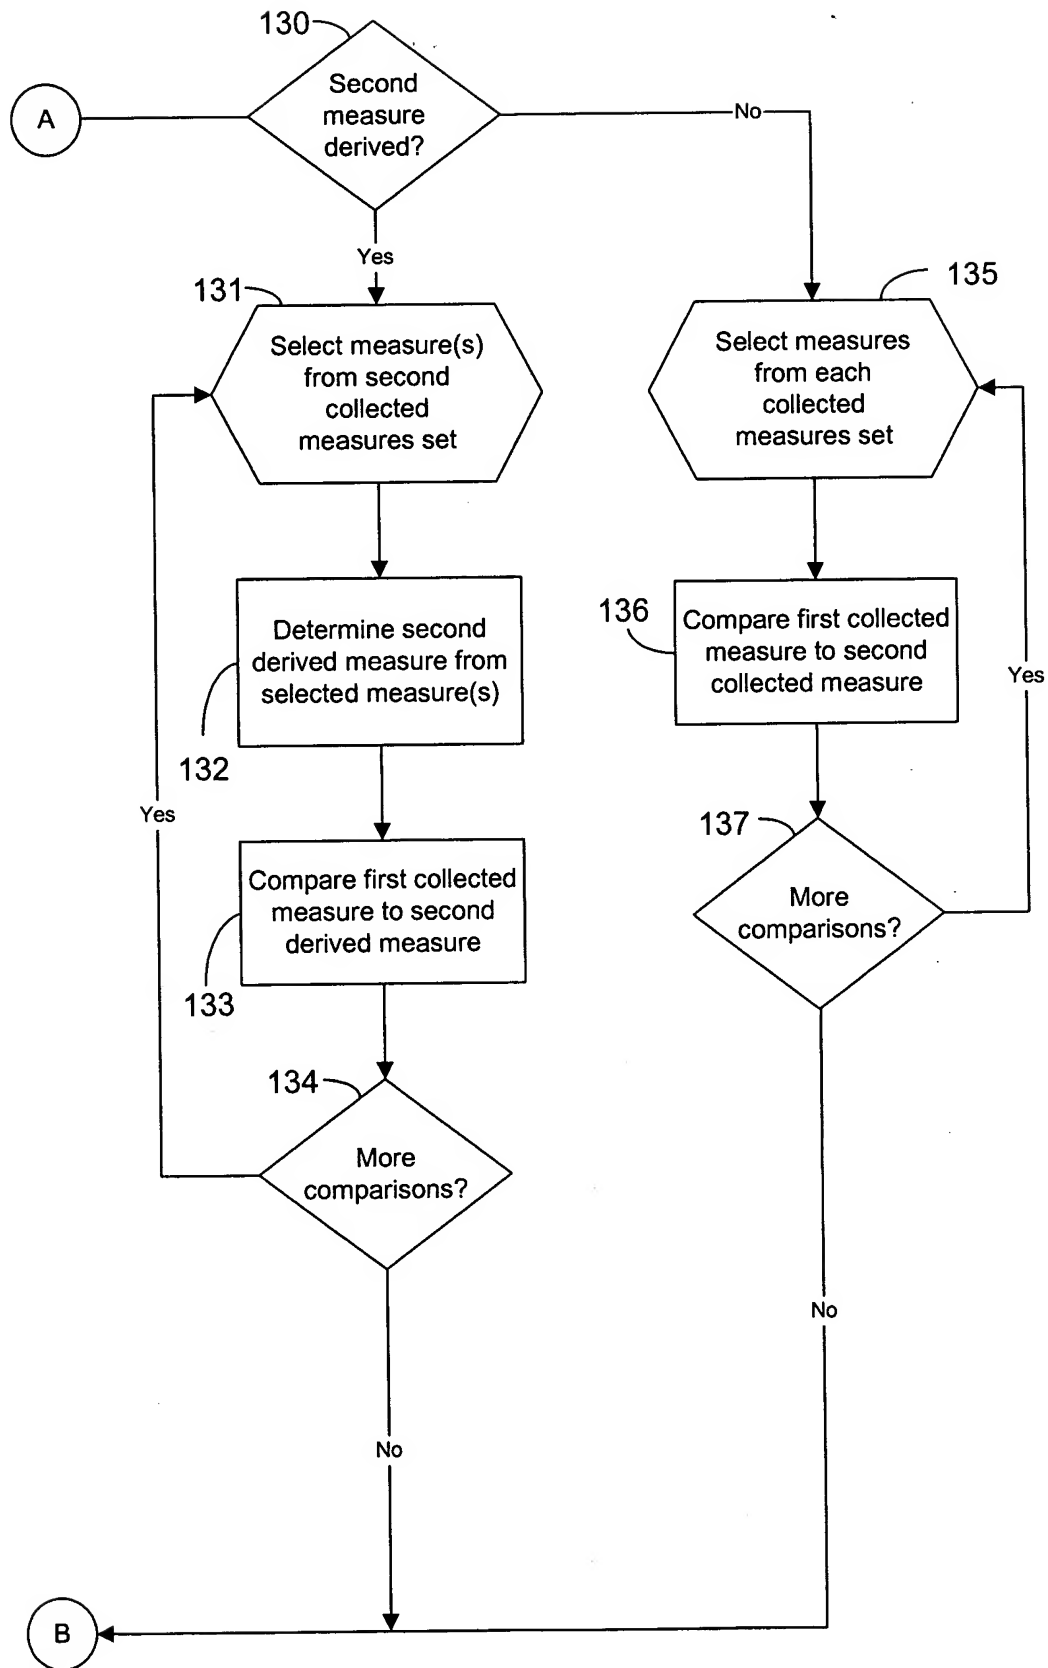 130
A
Second
measure
derived?
No
Yes
131
Select measure(s)
from second
collected
measures set
135
Select measures
from each
collected
measures set
Determine second
derived measure from
selected measure(s)
132
136
Compare first collected
measure to second
collected measure
Yes
Yes
Compare first collected
measure to second
derived measure
133
137
More
comparisons?
134
More
comparisons?
No
No
B